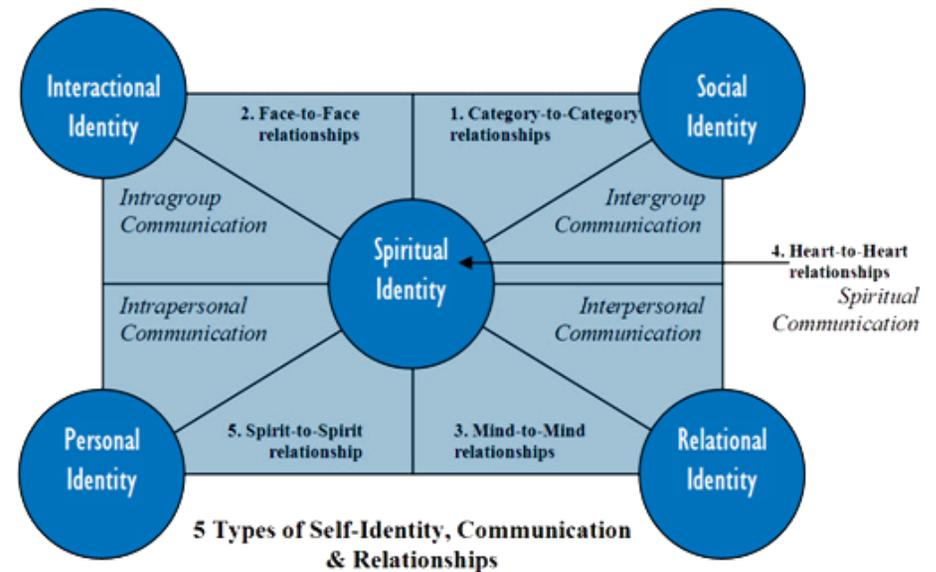 Interactional
Identity
Social
Identity
2. Face-to-Face
relationships
1. Category-to-Category
relationships
Intragroup
Communication
Intergroup
Communication
Spiritual
Identity
4. Heart-to-Heart
relationships
Spiritual
Communication
Intrapersonal
Communication
Interpersonal
Communication
Personal
Identity
5. Spirit-to-Spirit
relationship
3. Mind-to-Mind
relationships
Relational
Identity
5 Types of Self-Identity, Communication
& Relationships